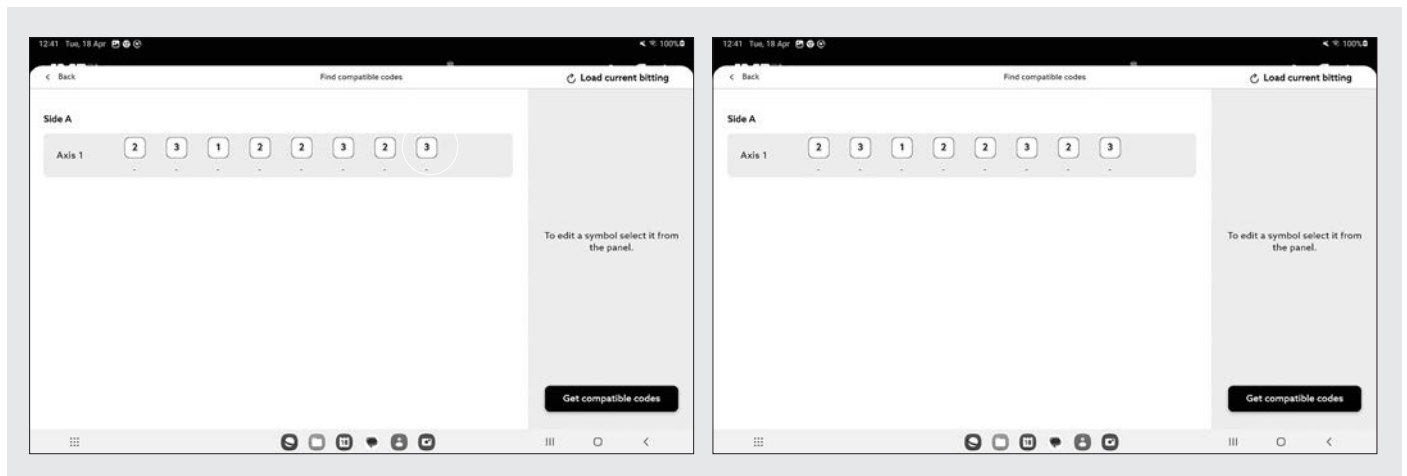 12:41 Tue, 18 Apr
100%
< Back
Find compatible codes
Load current bitting
Side A
Axis 1 2 3 1 2 2 3 2 3
- - - - - - - -
To edit a symbol select it from
the panel.
Get compatible codes
12:41 Tue, 18 Apr
100%
< Back
Find compatible codes
Load current bitting
Side A
Axis 1 2 3 1 2 2 3 2 3
- - - - - - - -
To edit a symbol select it from
the panel.
Get compatible codes